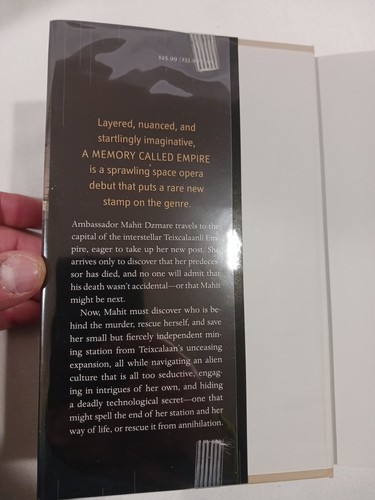 $25.99
Layered, nuanced, and
startlingly imaginative,
A MEMORY CALLED EMPIRE
is a sprawling space opera
debut that puts a rare new
stamp on the genre.
Ambassador Mahit Dzmare travels to the
capital of the interstellar Teixcalaanli Em-
pire, eager to take up her new post. She
arrives only to discover that her predeces-
sor has died, and no one will admit that
his death wasn't accidental—or that Mahit
might be next.
Now, Mahit must discover who is be-
hind the murder, rescue herself, and save
her small but fiercely independent min-
ing station from Teixcalaan's unceasing
expansion, all while navigating an alien
culture that is all too seductive, engag-
ing in intrigues of her own, and hiding
a deadly technological secret—one that
might spell the end of her station and her
way of life, or rescue it from annihilation.